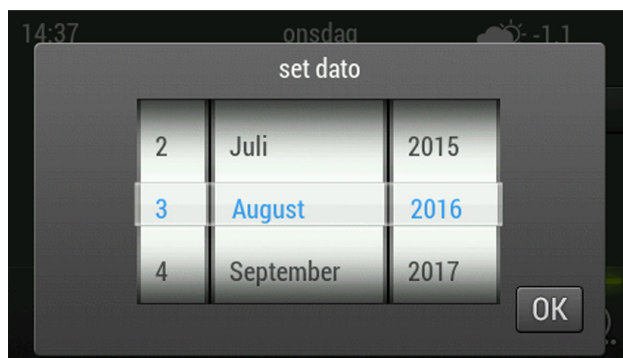 14:37 onsdag -1.1
set dato
2 Juli 2015
3 August 2016
4 September 2017
OK